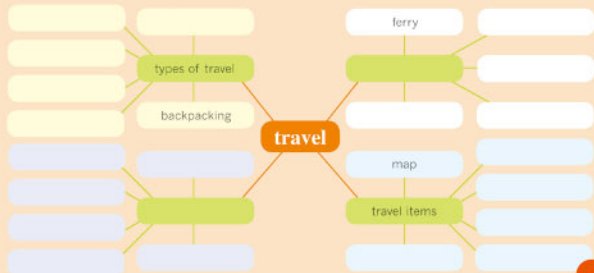 ferry
types of travel
backpacking
travel
map
travel items